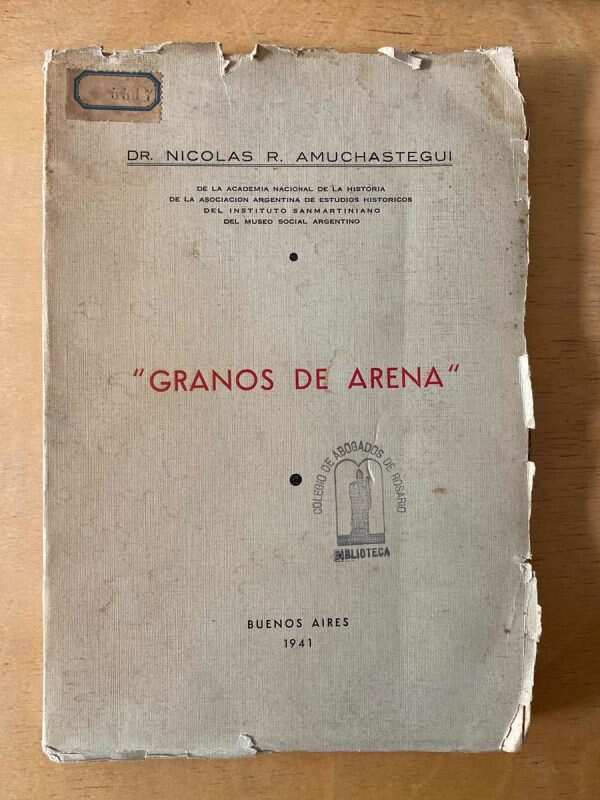 DR. NICOLAS R. AMUCHASTEGUI
DE LA ACADEMIA NACIONAL DE LA HISTORIA
DE LA ASOCIACION ARGENTINA DE ESTUDIOS HISTORICOS
DEL INSTITUTO SANMARTINIANO
DEL MUSEO SOCIAL ARGENTINO
"GRANOS DE ARENA"
COLEGIO DE ABOGADOS DE ROSARIO
BIBLIOTECA
BUENOS AIRES
1941